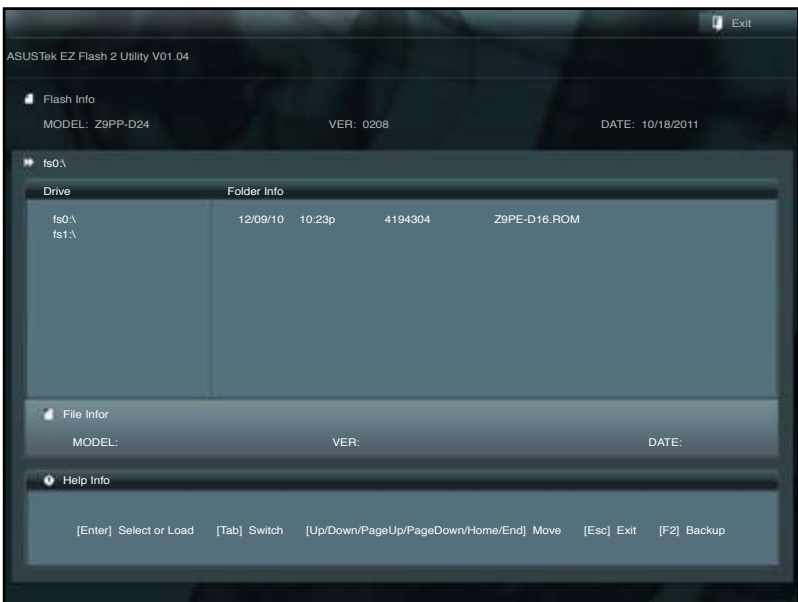 Exit
ASUSTek EZ Flash 2 Utility V01.04
Flash Info
MODEL: Z9PP-D24 VER: 0208 DATE: 10/18/2011
fs0:\
Drive Folder Info
fs0:\ 12/09/10 10:23p 4194304 Z9PE-D16.ROM
fs1:\
File Infor
MODEL: VER: DATE:
Help Info
[Enter] Select or Load [Tab] Switch [Up/Down/PageUp/PageDown/Home/End] Move [Esc] Exit [F2] Backup